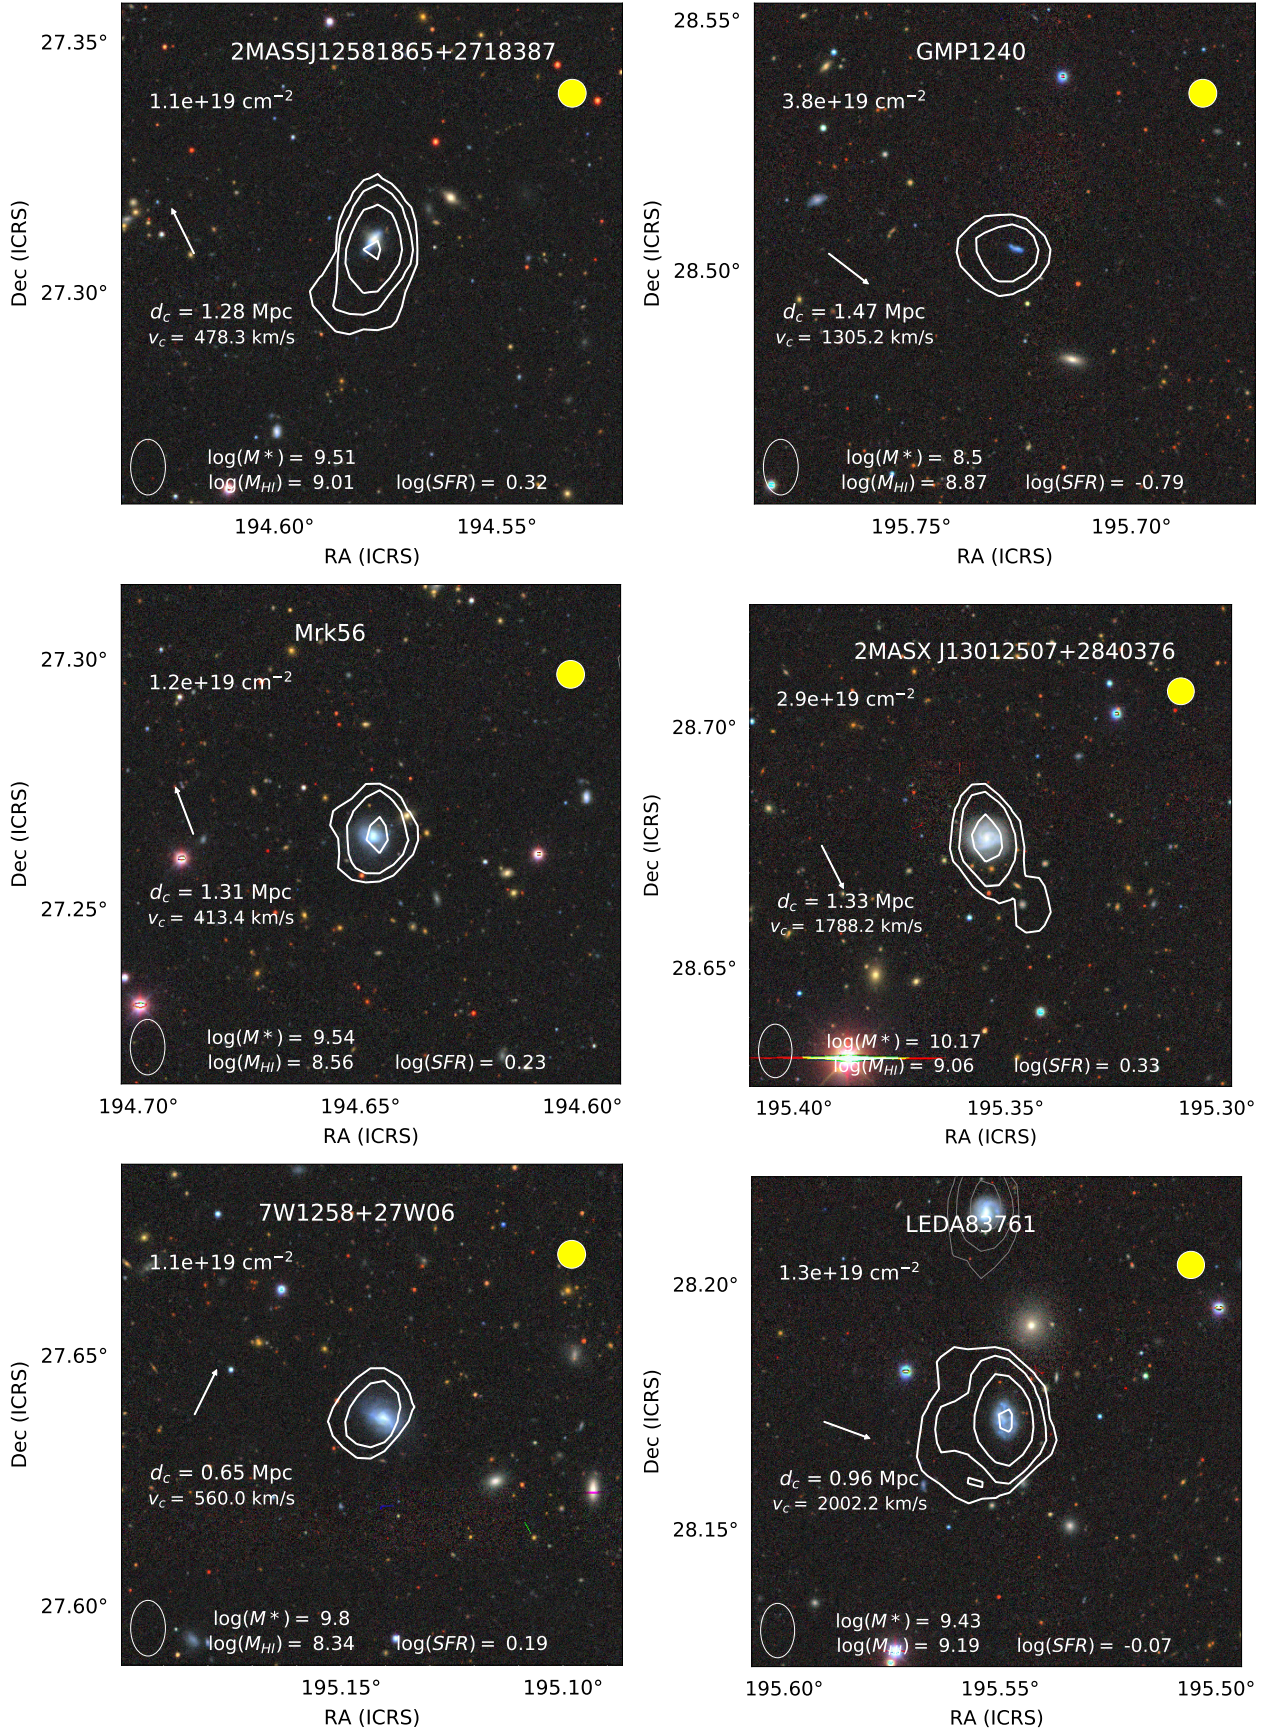 27.35°
2MASSJ12581865+2718387
1.1e+19 cm⁻²
Dec (ICRS)
27.30°
d_c = 1.28 Mpc
v_c = 478.3 km/s
log(M*) = 9.51
log(M_HI) = 9.01 log(SFR) = 0.32
194.60° 194.55°
RA (ICRS)
28.55°
GMP1240
3.8e+19 cm⁻²
Dec (ICRS)
28.50°
d_c = 1.47 Mpc
v_c = 1305.2 km/s
log(M*) = 8.5
log(M_HI) = 8.87 log(SFR) = -0.79
195.75° 195.70°
RA (ICRS)
Mrk56
27.30°
1.2e+19 cm⁻²
Dec (ICRS)
d_c = 1.31 Mpc
27.25°
v_c = 413.4 km/s
log(M*) = 9.54
log(M_HI) = 8.56 log(SFR) = 0.23
194.70° 194.65° 194.60°
RA (ICRS)
2MASX J13012507+2840376
2.9e+19 cm⁻²
28.70°
Dec (ICRS)
d_c = 1.33 Mpc
v_c = 1788.2 km/s
28.65°
log(M*) = 10.17
log(M_HI) = 9.06 log(SFR) = 0.33
195.40° 195.35° 195.30°
RA (ICRS)
7W1258+27W06
1.1e+19 cm⁻²
27.65°
Dec (ICRS)
d_c = 0.65 Mpc
v_c = 560.0 km/s
27.60°
log(M*) = 9.8
log(M_HI) = 8.34 log(SFR) = 0.19
195.15° 195.10°
RA (ICRS)
LEDA83761
1.3e+19 cm⁻²
28.20°
Dec (ICRS)
d_c = 0.96 Mpc
v_c = 2002.2 km/s
28.15°
log(M*) = 9.43
log(M_HI) = 9.19 log(SFR) = -0.07
195.60° 195.55° 195.50°
RA (ICRS)